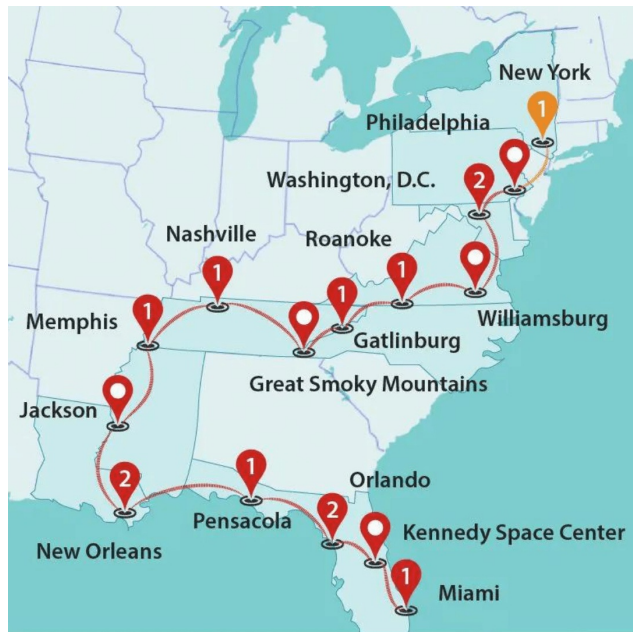 New York
1
Philadelphia
2
Washington, D.C.
Nashville
Roanoke
1
1
1
1
Memphis
Williamsburg
Gatlinburg
Great Smoky Mountains
Jackson
2
1
2
Orlando
Pensacola
Kennedy Space Center
New Orleans
1
Miami